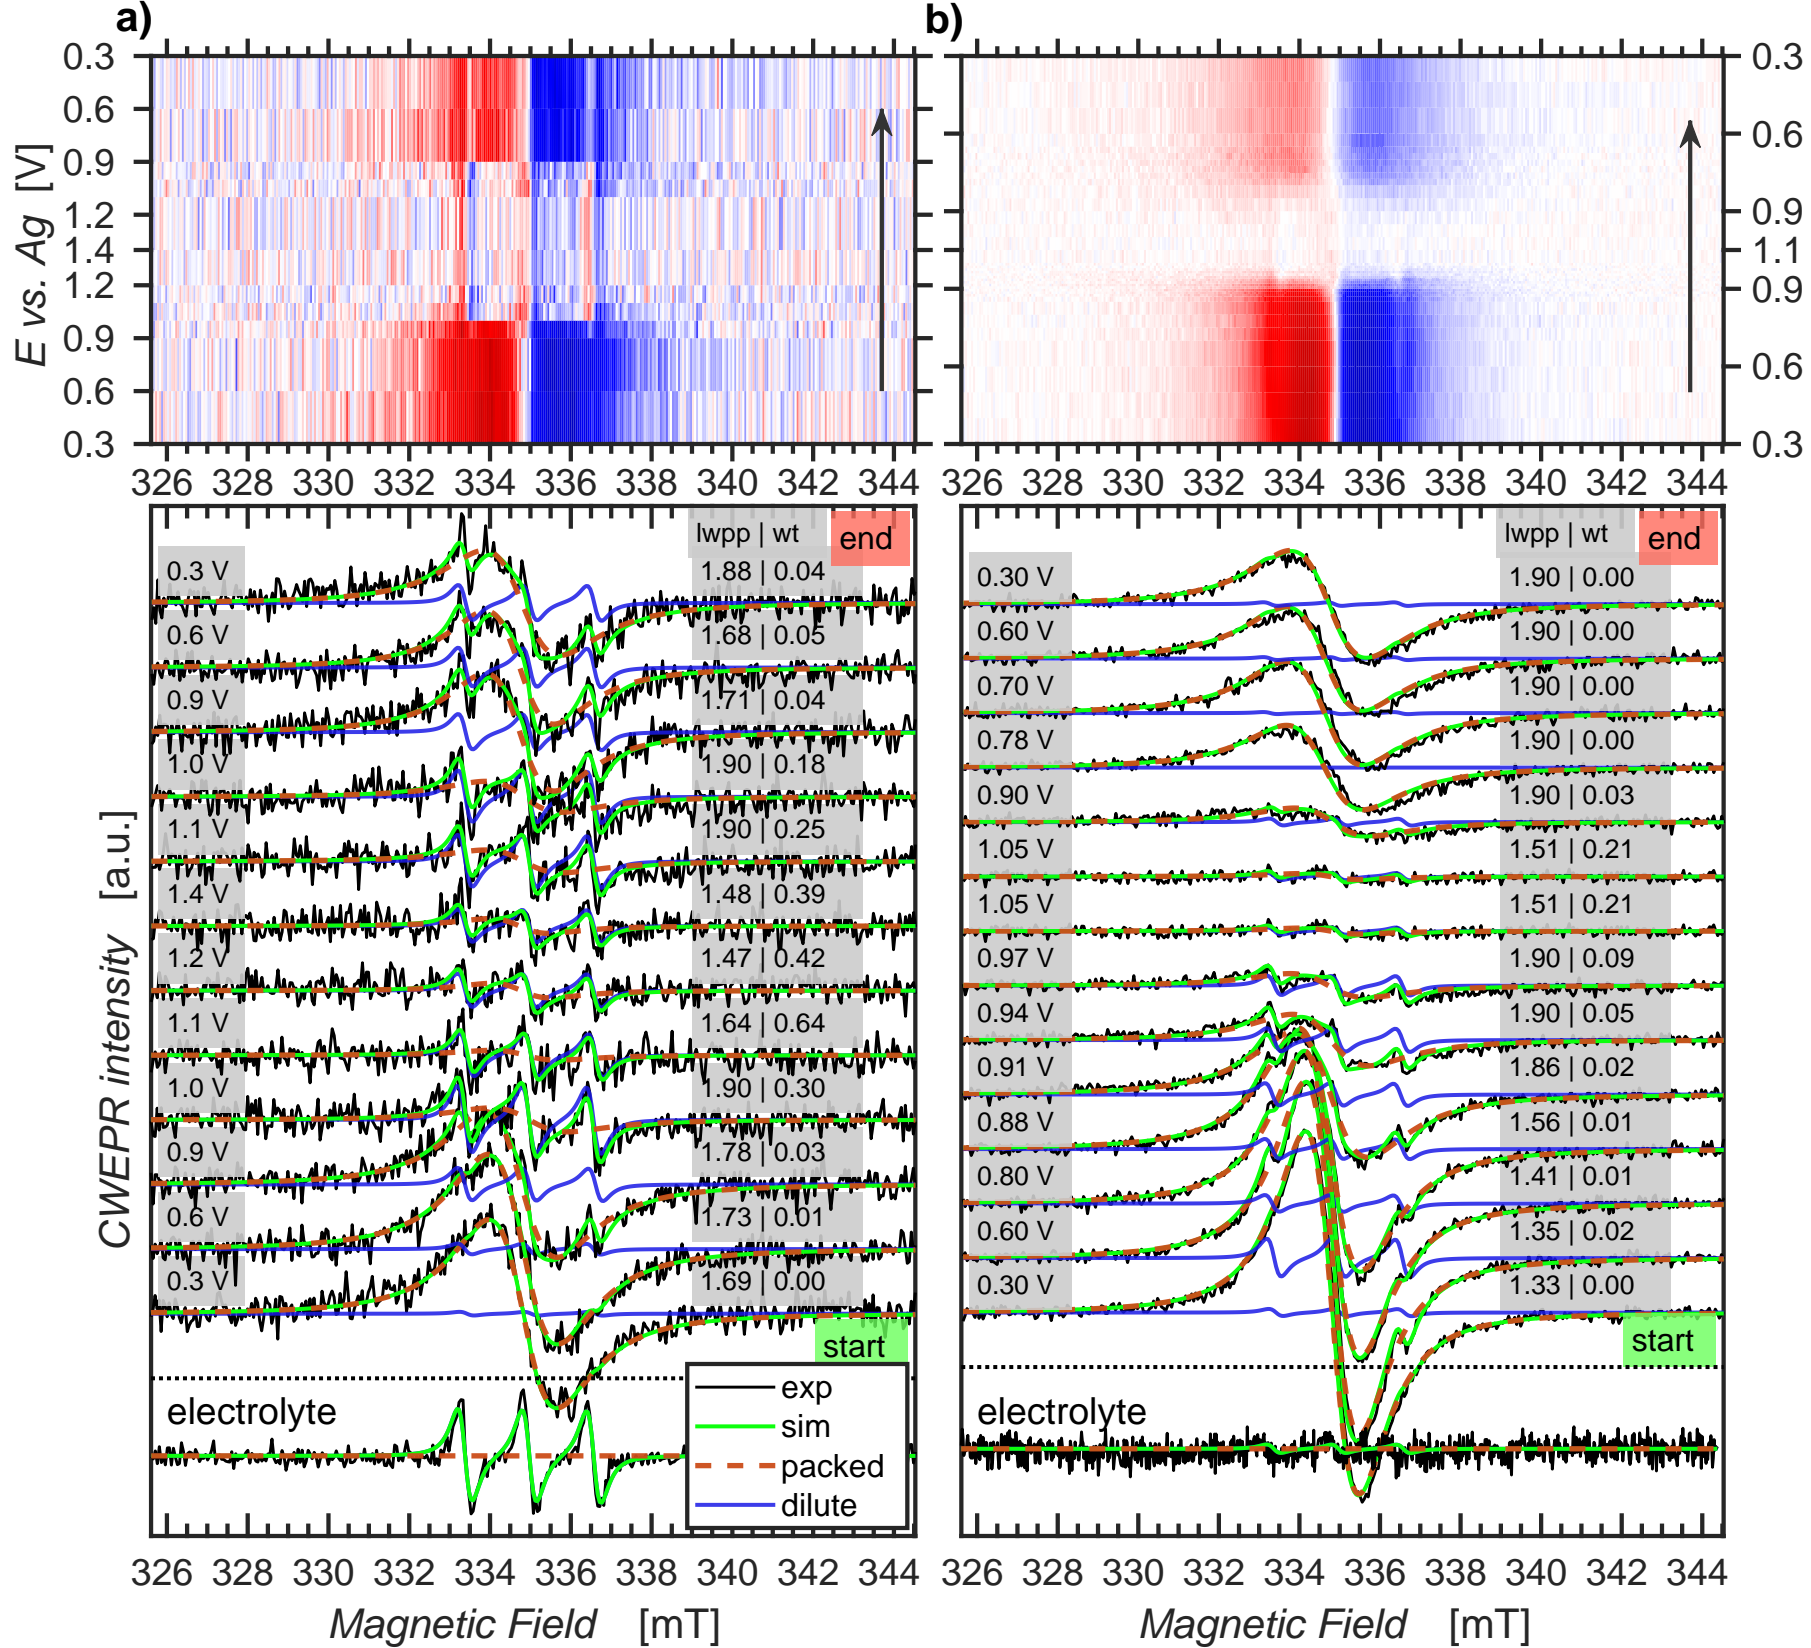 a)
b)
0.3
0.6
0.9
1.2
1.4
1.2
0.9
0.6
0.3
E vs. Ag [V]
326 328 330 332 334 336 338 340 342 344
0.3
0.6
0.9
1.1
0.9
0.6
0.3
326 328 330 332 334 336 338 340 342 344
lwpp | wt
end
0.3 V 1.88 | 0.04
0.6 V 1.68 | 0.05
0.9 V 1.71 | 0.04
1.0 V 1.90 | 0.18
1.1 V 1.90 | 0.25
1.4 V 1.48 | 0.39
1.2 V 1.47 | 0.42
1.1 V 1.64 | 0.64
1.0 V 1.90 | 0.30
0.9 V 1.78 | 0.03
0.6 V 1.73 | 0.01
0.3 V 1.69 | 0.00
start
electrolyte
exp
sim
packed
dilute
CWEPR intensity [a.u.]
326 328 330 332 334 336 338 340 342 344
Magnetic Field [mT]
lwpp | wt
end
0.30 V 1.90 | 0.00
0.60 V 1.90 | 0.00
0.70 V 1.90 | 0.00
0.78 V 1.90 | 0.00
0.90 V 1.90 | 0.03
1.05 V 1.51 | 0.21
1.05 V 1.51 | 0.21
0.97 V 1.90 | 0.09
0.94 V 1.90 | 0.05
0.91 V 1.86 | 0.02
0.88 V 1.56 | 0.01
0.80 V 1.41 | 0.01
0.60 V 1.35 | 0.02
0.30 V 1.33 | 0.00
start
electrolyte
326 328 330 332 334 336 338 340 342 344
Magnetic Field [mT]